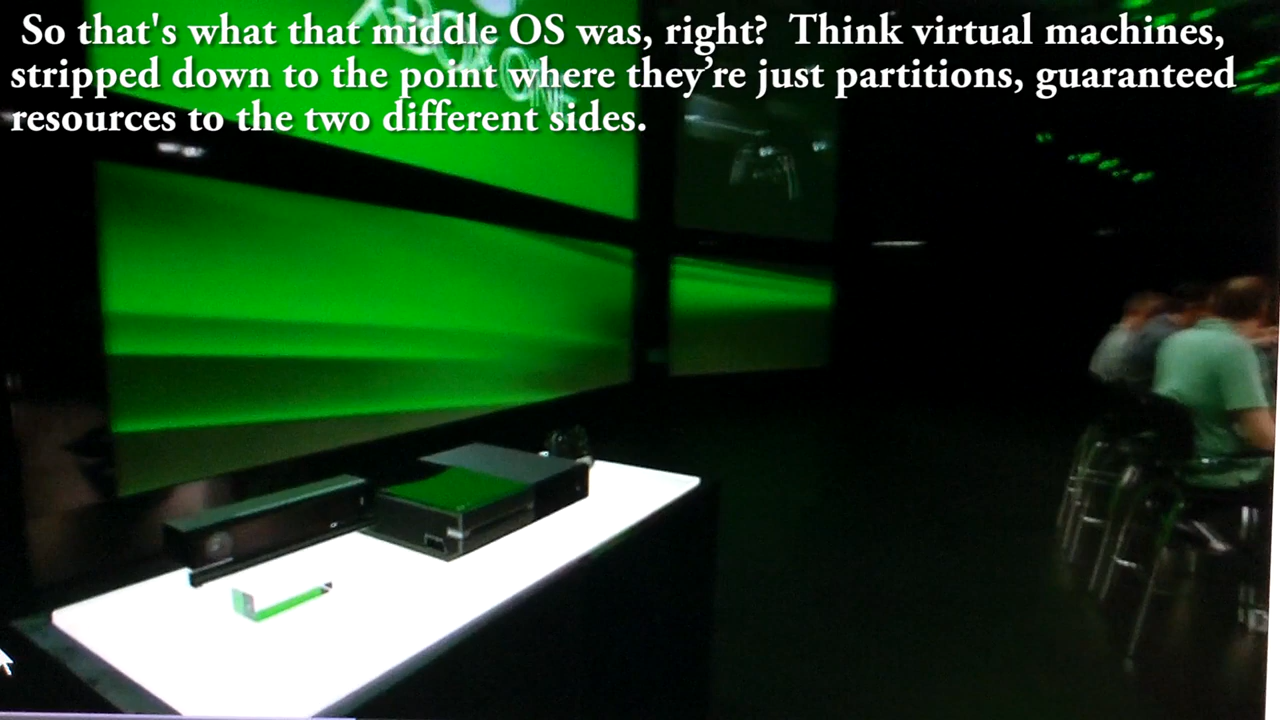 So that's what that middle OS was, right? Think virtual machines,
stripped down to the point where they're just partitions, guaranteed
resources to the two different sides.